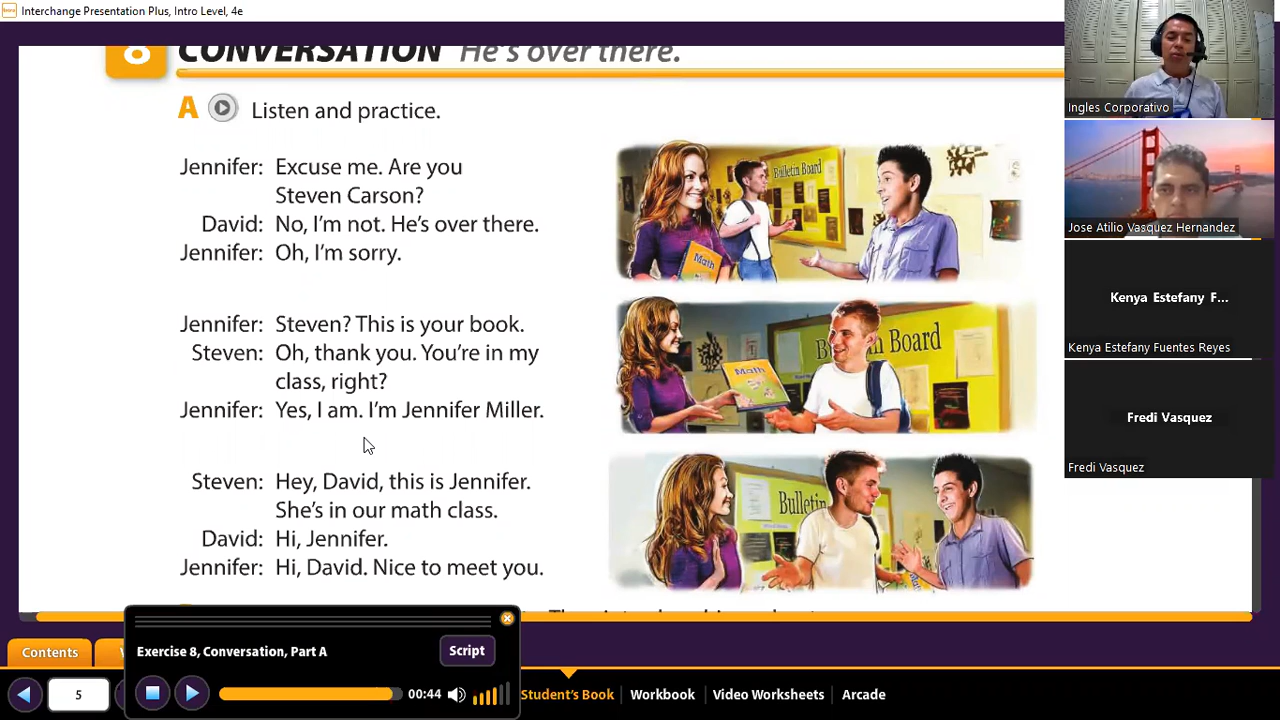 Interchange Presentation Plus, Intro Level, 4e
8 CONVERSATION He's over there.
A Listen and practice.
Jennifer: Excuse me. Are you
Steven Carson?
David: No, I'm not. He's over there.
Jennifer: Oh, I'm sorry.
Bulletin Board
Math
Jennifer: Steven? This is your book.
Steven: Oh, thank you. You're in my
class, right?
Jennifer: Yes, I am. I'm Jennifer Miller.
Math
Steven: Hey, David, this is Jennifer.
She's in our math class.
David: Hi, Jennifer.
Jennifer: Hi, David. Nice to meet you.
Bulletin
Ingles Corporativo
Jose Atilio Vasquez Hernandez
Kenya Estefany F...
Kenya Estefany Fuentes Reyes
Fredi Vasquez
Fredi Vasquez
Exercise 8, Conversation, Part A
Script
00:44
Contents
5
Student's Book
Workbook
Video Worksheets
Arcade